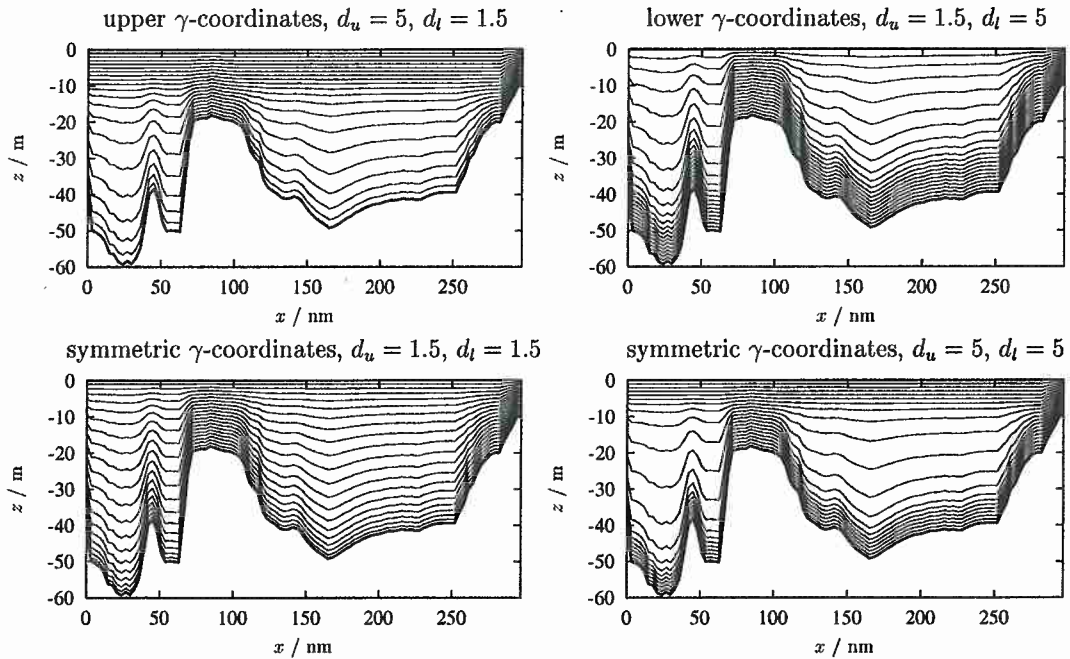 upper γ-coordinates, d_u = 5, d_l = 1.5
z / m
0
-10
-20
-30
-40
-50
-60
0 50 100 150 200 250
x / nm
lower γ-coordinates, d_u = 1.5, d_l = 5
z / m
0
-10
-20
-30
-40
-50
-60
0 50 100 150 200 250
x / nm
symmetric γ-coordinates, d_u = 1.5, d_l = 1.5
z / m
0
-10
-20
-30
-40
-50
-60
0 50 100 150 200 250
x / nm
symmetric γ-coordinates, d_u = 5, d_l = 5
z / m
0
-10
-20
-30
-40
-50
-60
0 50 100 150 200 250
x / nm